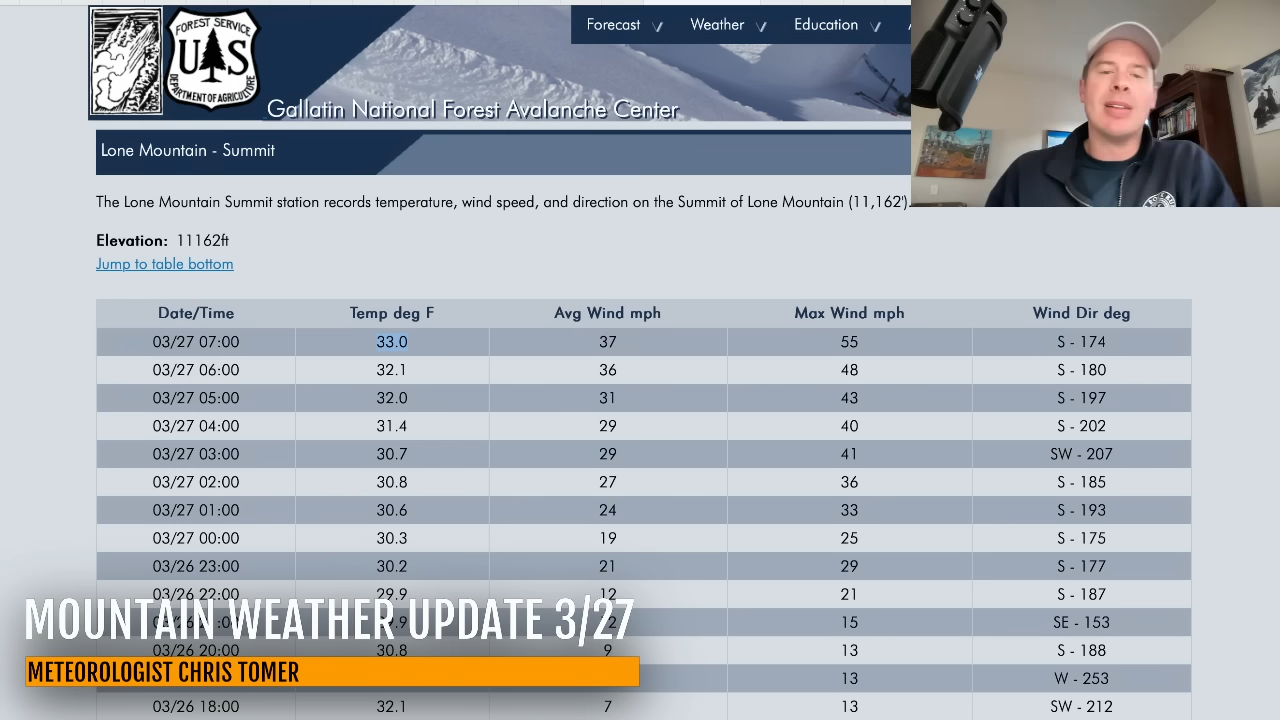 FOREST SERVICE
U S
DEPARTMENT OF AGRICULTURE
Forecast Weather Education
Gallatin National Forest Avalanche Center
Lone Mountain - Summit
The Lone Mountain Summit station records temperature, wind speed, and direction on the Summit of Lone Mountain (11,162').
Elevation: 11162ft
Jump to table bottom
Date/Time Temp deg F Avg Wind mph Max Wind mph Wind Dir deg
03/27 07:00 33.0 37 55 S - 174
03/27 06:00 32.1 36 48 S - 180
03/27 05:00 32.0 31 43 S - 197
03/27 04:00 31.4 29 40 S - 202
03/27 03:00 30.7 29 41 SW - 207
03/27 02:00 30.8 27 36 S - 185
03/27 01:00 30.6 24 33 S - 193
03/27 00:00 30.3 19 25 S - 175
03/26 23:00 30.2 21 29 S - 177
03/26 22:00 29.9 12 21 S - 187
15 SE - 153
MOUNTAIN WEATHER UPDATE 3/27
03/26 20:00 30.8 9 13 S - 188
METEOROLOGIST CHRIS TOMER
13 W - 253
03/26 18:00 32.1 7 13 SW - 212